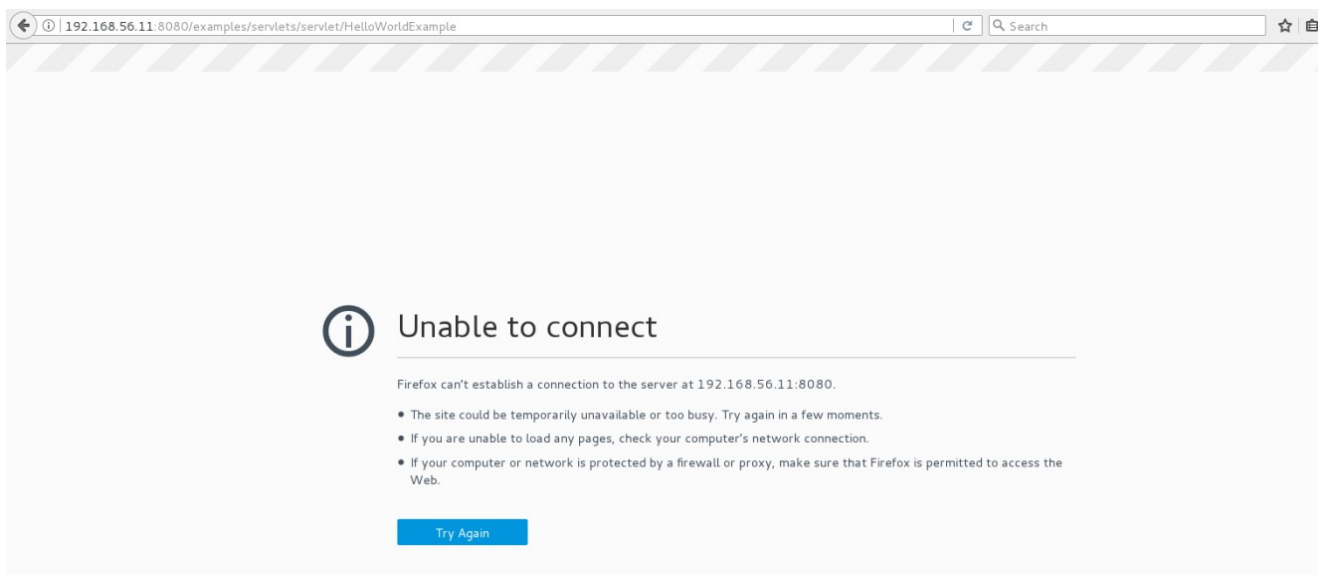 192.168.56.11:8080/examples/servlets/servlet/HelloWorldExample
Search
Unable to connect
Firefox can't establish a connection to the server at 192.168.56.11:8080.
The site could be temporarily unavailable or too busy. Try again in a few moments.
If you are unable to load any pages, check your computer's network connection.
If your computer or network is protected by a firewall or proxy, make sure that Firefox is permitted to access the
Web.
Try Again